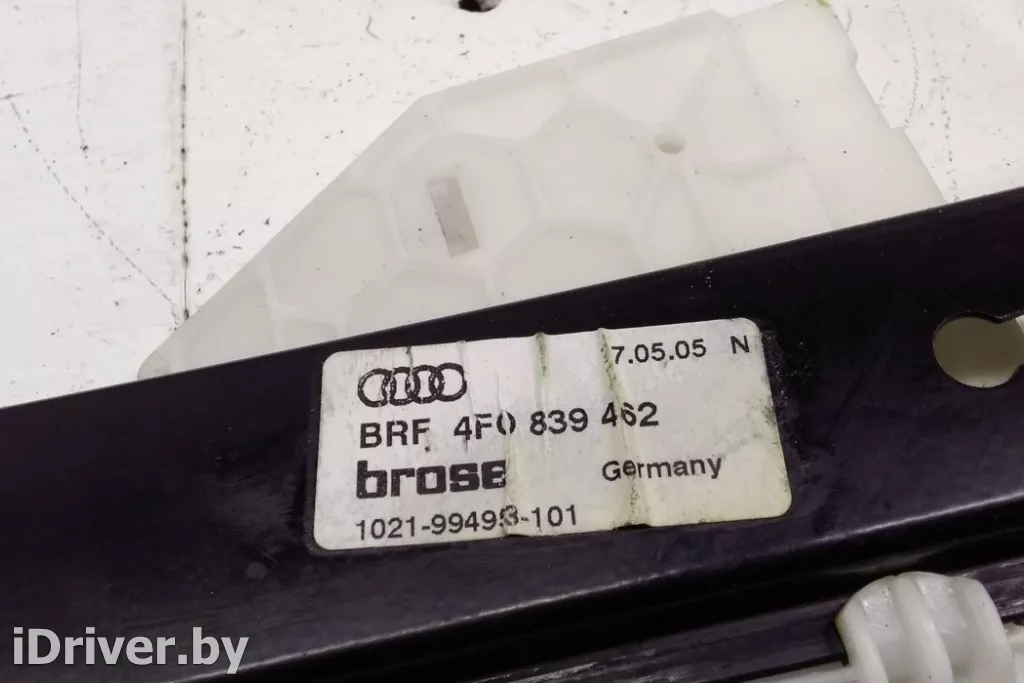 7.05.05 N
BRF 4F0 839 462
brose Germany
1021-99493-101
iDriver.by